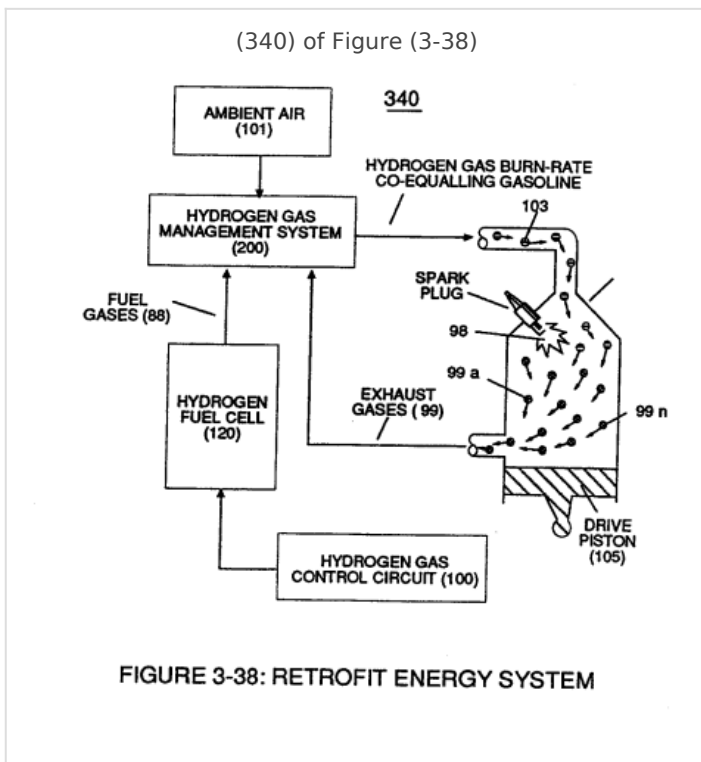 (340) of Figure (3-38)
340
AMBIENT AIR
(101)
HYDROGEN GAS BURN-RATE
CO-EQUALLING GASOLINE
103
HYDROGEN GAS
MANAGEMENT SYSTEM
(200)
SPARK
PLUG
FUEL
GASES (88)
98
99 a
EXHAUST
GASES (99)
99 n
HYDROGEN
FUEL CELL
(120)
DRIVE
PISTON
(105)
HYDROGEN GAS
CONTROL CIRCUIT (100)
FIGURE 3-38: RETROFIT ENERGY SYSTEM